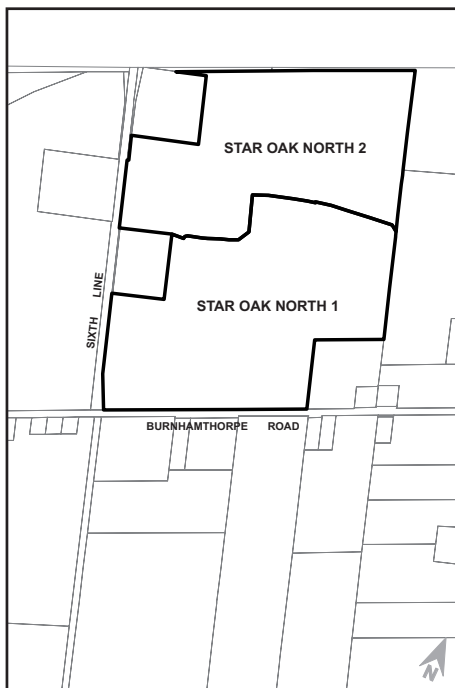 STAR OAK NORTH 2
STAR OAK NORTH 1
SIXTH LINE
BURNHAMTHORPE ROAD
N